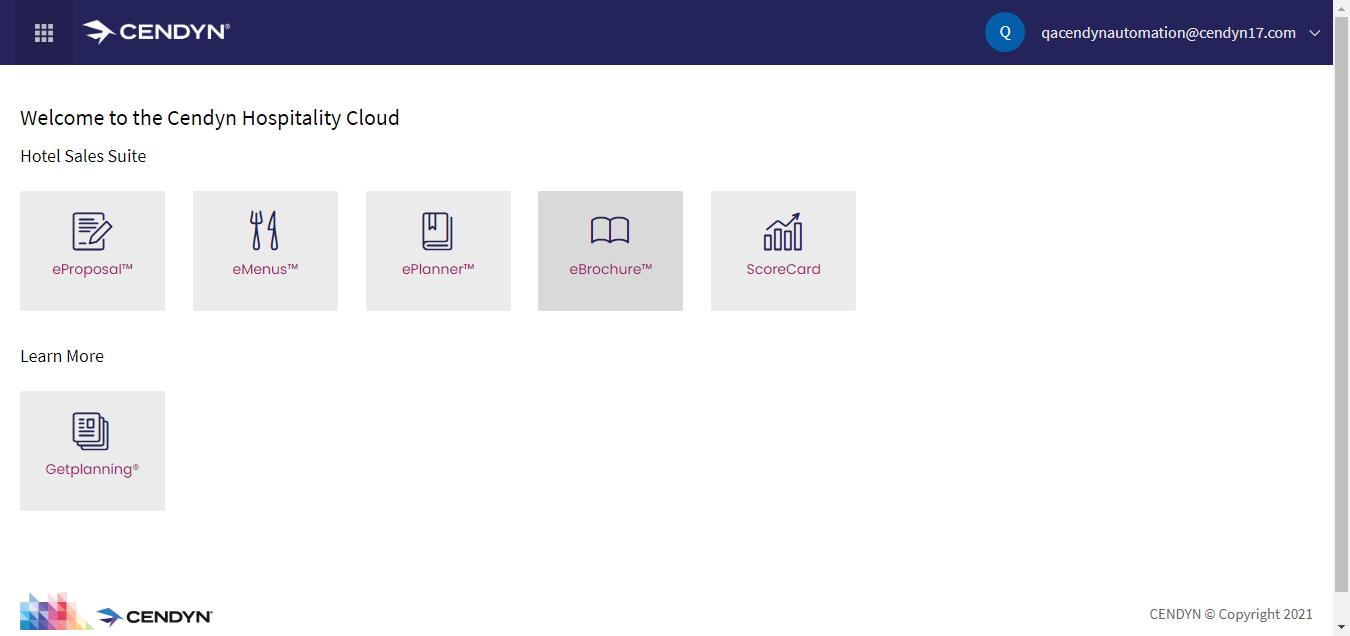 CENDYN®
Q qacendynautomation@cendyn17.com
Welcome to the Cendyn Hospitality Cloud
Hotel Sales Suite
eProposal™ eMenus™ ePlanner™ eBrochure™ ScoreCard
Learn More
Getplanning®
CENDYN® CENDYN © Copyright 2021